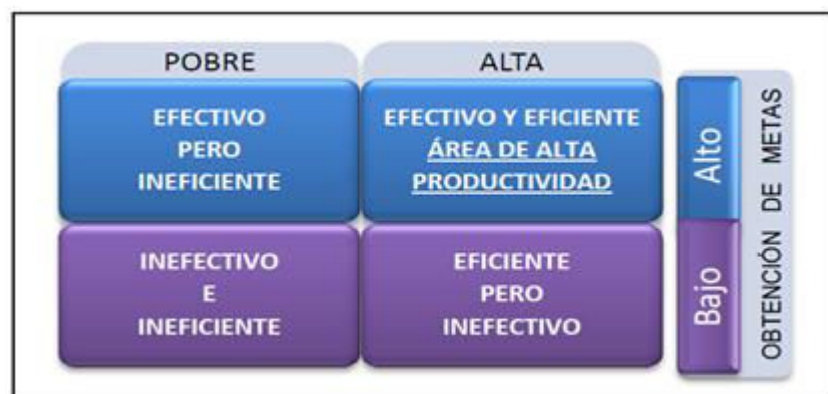 POBRE
ALTA
EFECTIVO
PERO
INEFICIENTE
EFECTIVO Y EFICIENTE
ÁREA DE ALTA
PRODUCTIVIDAD
Alto
INEFECTIVO
E
INEFICIENTE
EFICIENTE
PERO
INEFECTIVO
Bajo
OBTENCIÓN DE METAS